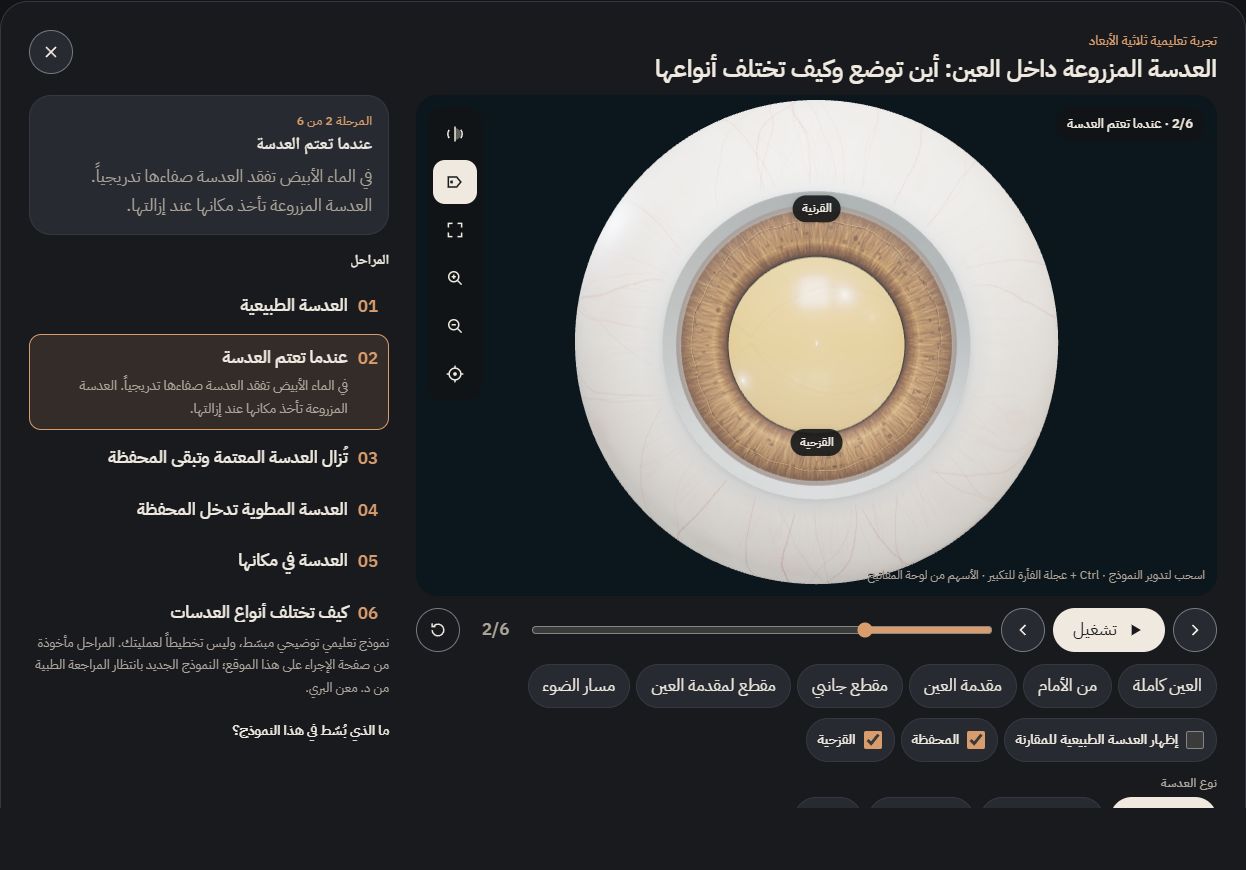 تجربة تعليمية ثلاثية الأبعاد
العدسة المزروعة داخل العين: أين توضع وكيف تختلف أنواعها
2/6 · عندما تعتم العدسة
القرنية
القزحية
اسحب لتدوير النموذج · Ctrl + عجلة الفأرة للتكبير · الأسهم من لوحة المفاتيح
تشغيل
2/6
العين كاملة
من الأمام
مقدمة العين
مقطع جانبي
مقطع لمقدمة العين
مسار الضوء
إظهار العدسة الطبيعية للمقارنة
المحفظة
القزحية
نوع العدسة
المرحلة 2 من 6
عندما تعتم العدسة
في الماء الأبيض تفقد العدسة صفاءها تدريجياً.
العدسة المزروعة تأخذ مكانها عند إزالتها.
المراحل
01 العدسة الطبيعية
02 عندما تعتم العدسة
في الماء الأبيض تفقد العدسة صفاءها تدريجياً. العدسة
المزروعة تأخذ مكانها عند إزالتها.
03 تُزال العدسة المعتمة وتبقى المحفظة
04 العدسة المطوية تدخل المحفظة
05 العدسة في مكانها
06 كيف تختلف أنواع العدسات
نموذج تعليمي توضيحي مبسّط، وليس تخطيطاً لعمليتك. المراحل مأخوذة
من صفحة الإجراء على هذا الموقع؛ النموذج الجديد بانتظار المراجعة الطبية
من د. معن البري.
ما الذي بُسّط في هذا النموذج؟